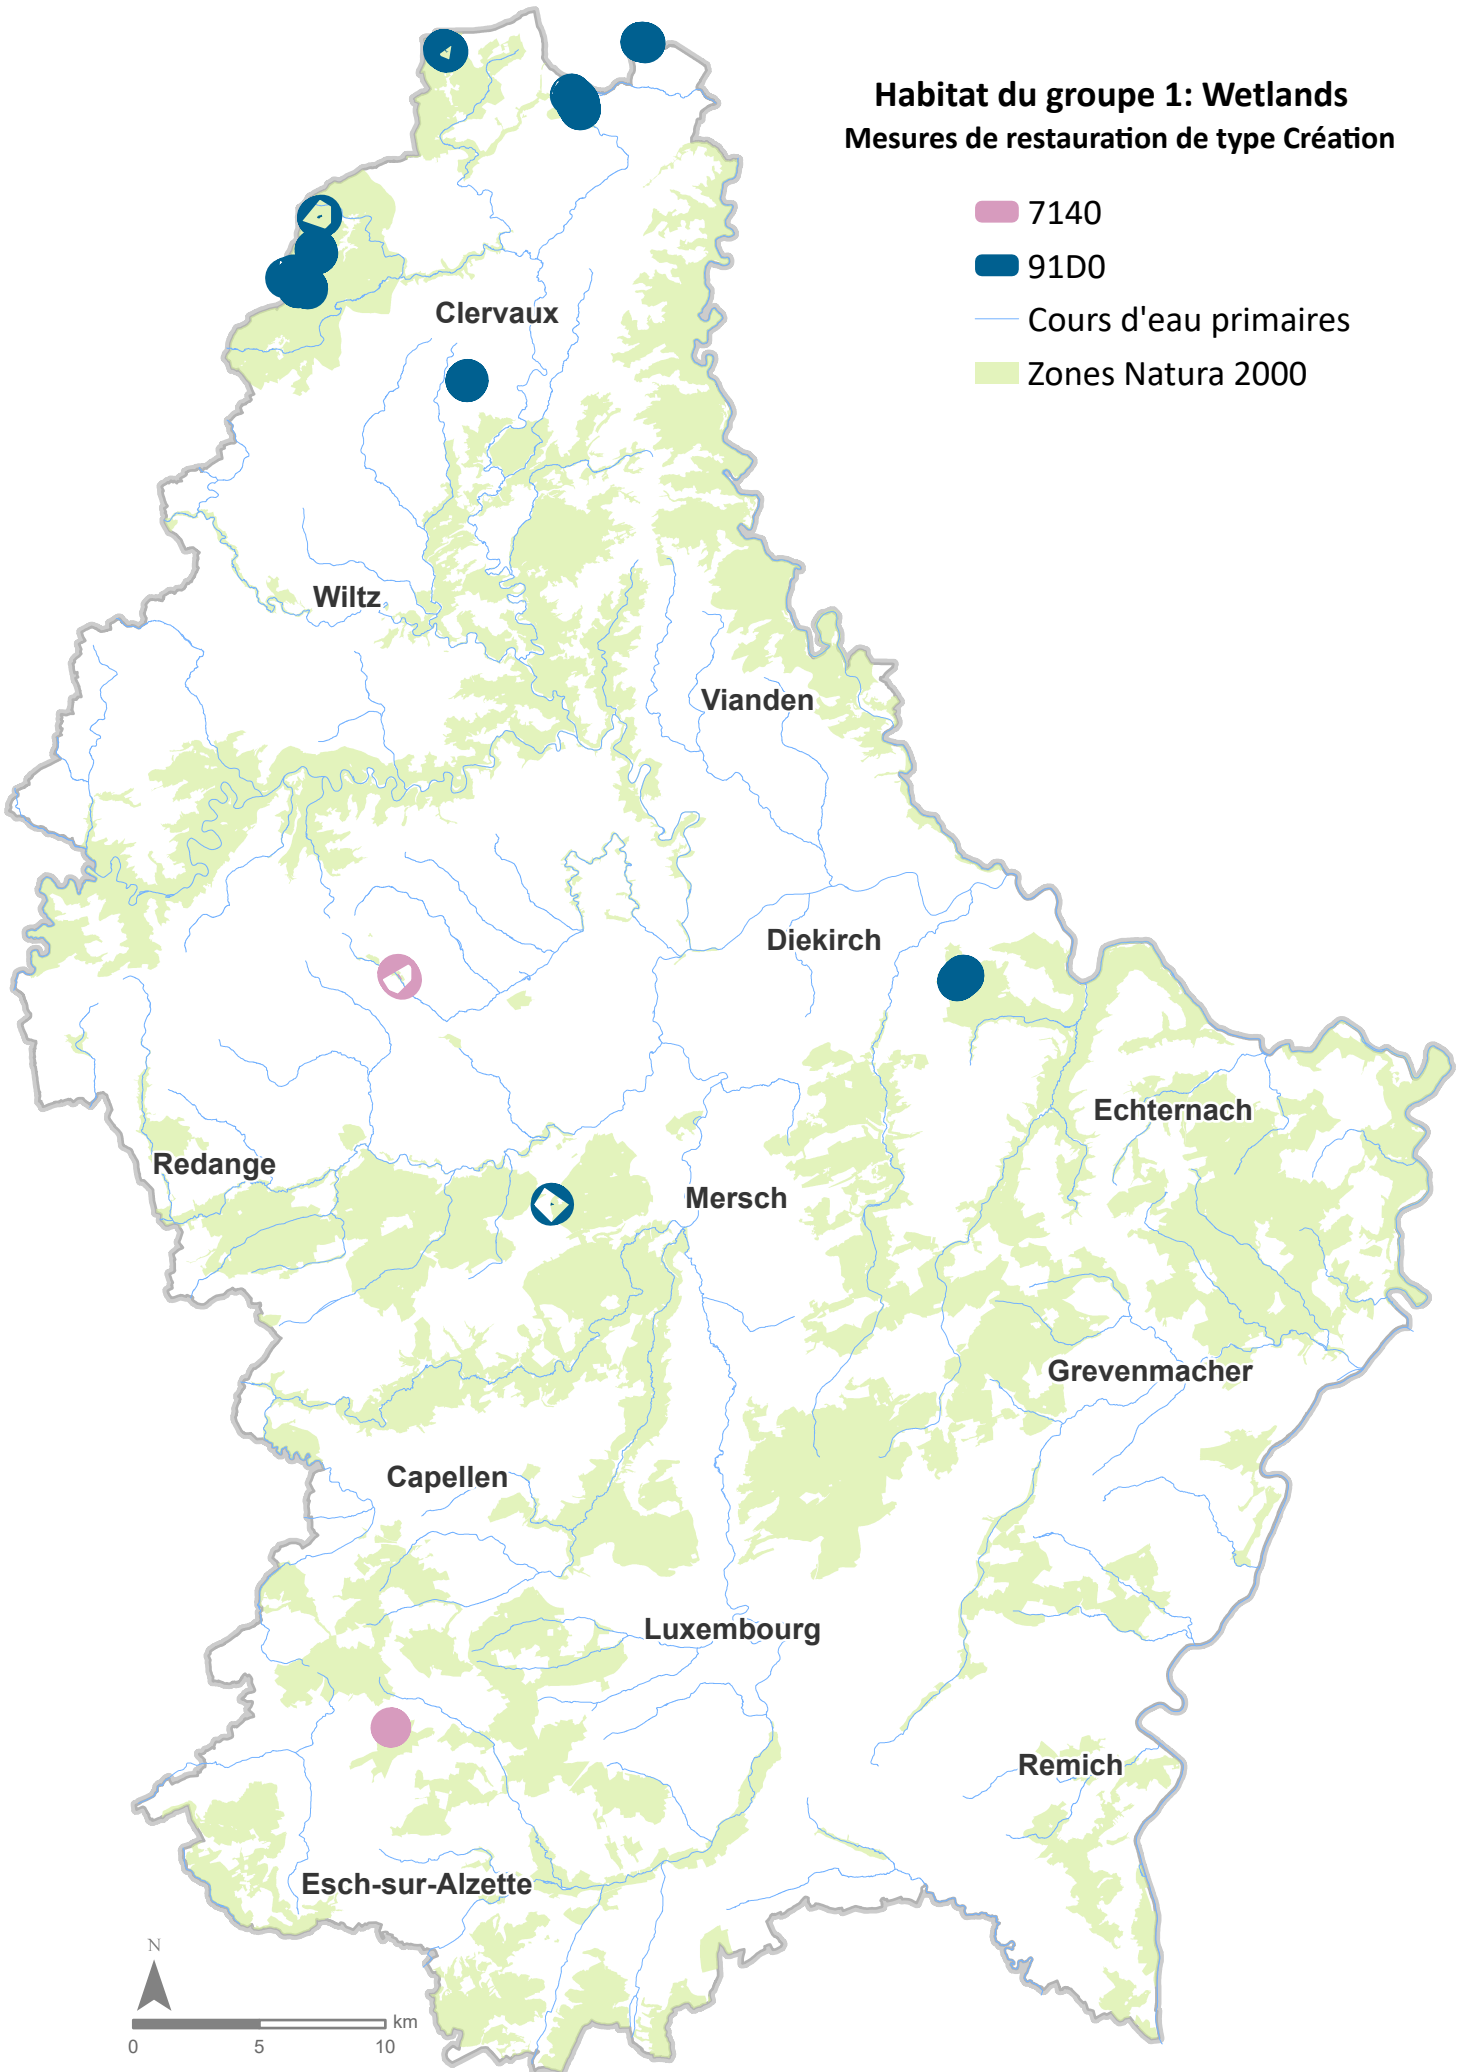 Habitat du groupe 1: Wetlands
Mesures de restauration de type Création
7140
91D0
Cours d'eau primaires
Zones Natura 2000
Clervaux
Wiltz
Vianden
Diekirch
Echternach
Redange
Mersch
Grevenmacher
Capellen
Luxembourg
Remich
Esch-sur-Alzette
N
km
0 5 10